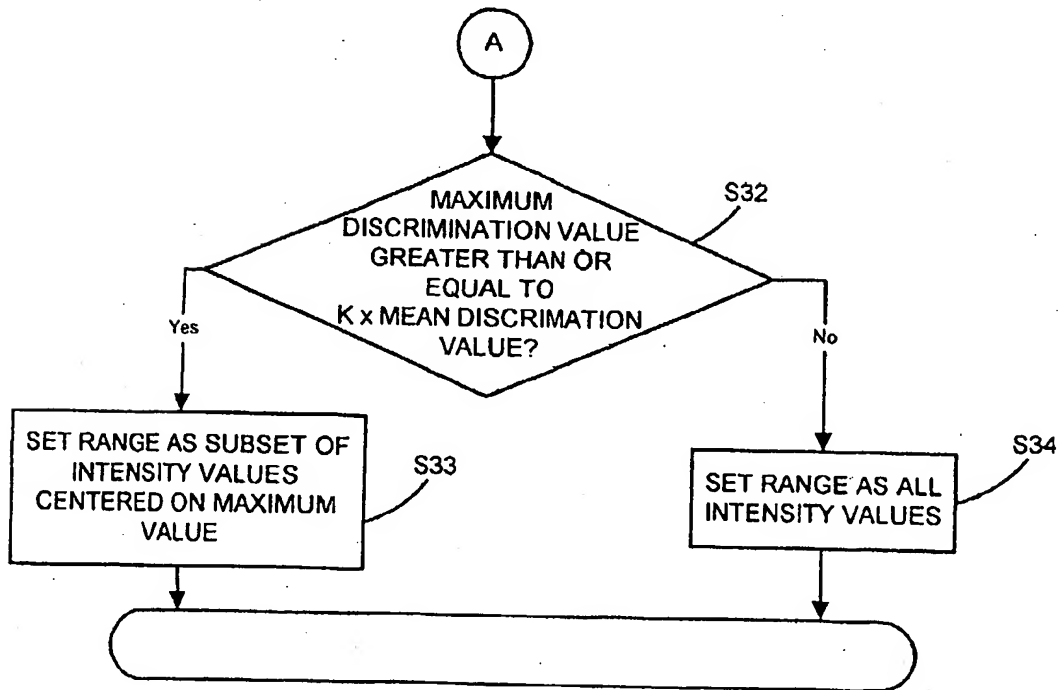 A
MAXIMUM
DISCRIMINATION VALUE
GREATER THAN OR
EQUAL TO
K x MEAN DISCRIMATION
VALUE?
S32
Yes
No
SET RANGE AS SUBSET OF
INTENSITY VALUES
CENTERED ON MAXIMUM
VALUE
S33
SET RANGE AS ALL
INTENSITY VALUES
S34